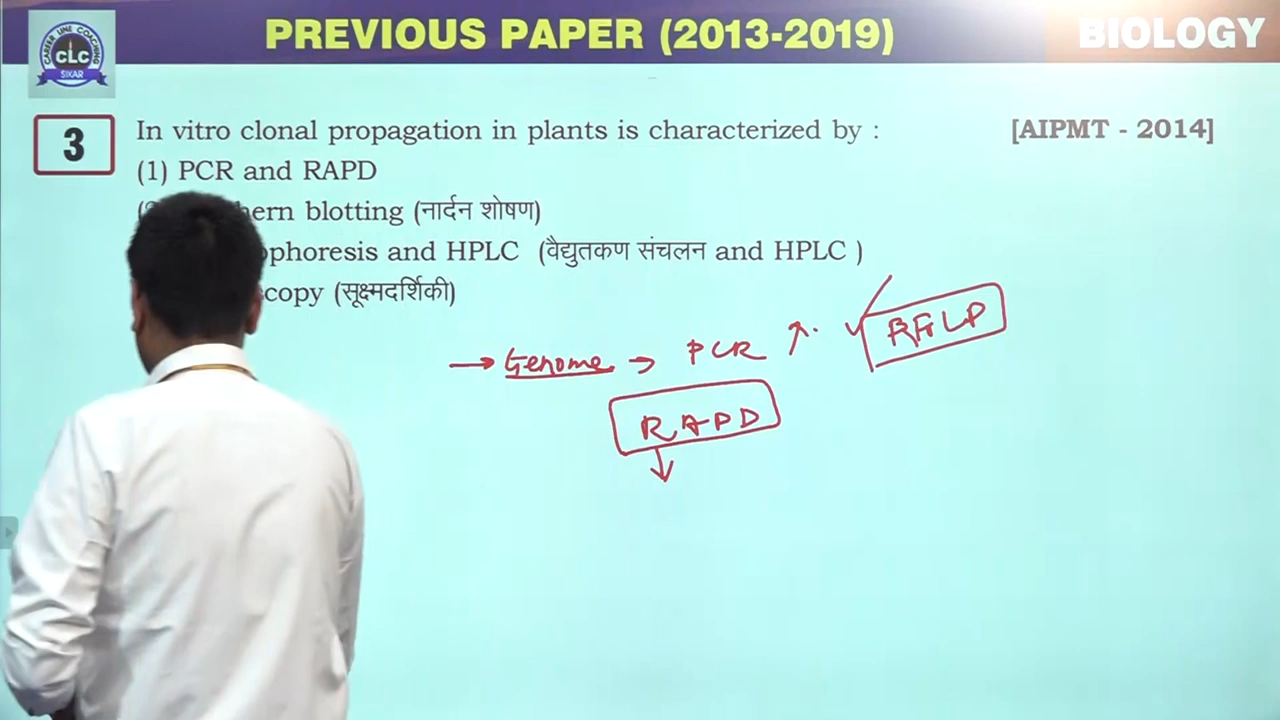 PREVIOUS PAPER (2013-2019)
BIOLOGY
CAREER LINE COACHING
CLC
SIKAR
3
In vitro clonal propagation in plants is characterized by :
[AIPMT - 2014]
(1) PCR and RAPD
hern blotting (नार्दन शोषण)
ophoresis and HPLC (वैद्युतकण संचलन and HPLC )
copy (सूक्ष्मदर्शिकी)
→ Genome → PCR
RFLP
RAPD